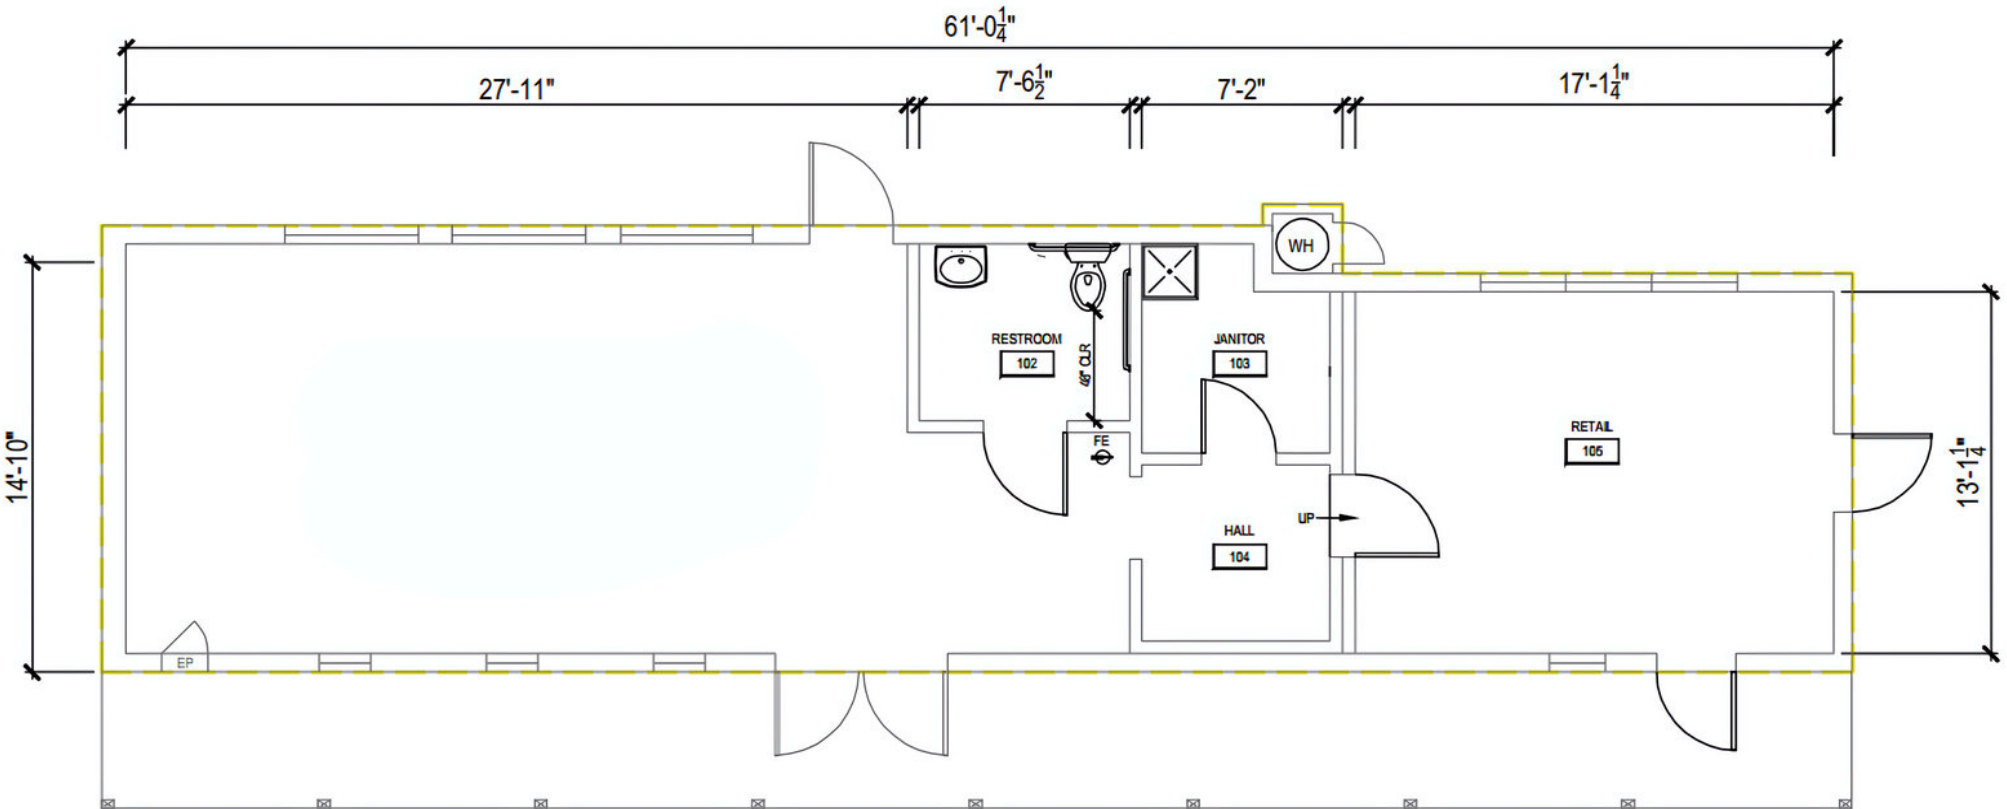 61'-0 1/4"
27'-11"
7'-6 1/2"
7'-2"
17'-1 1/4"
WH
RESTROOM
102
48" CLR
JANITOR
103
RETAIL
105
14'-10"
13'-1 1/4"
FE
UP
HALL
104
EP